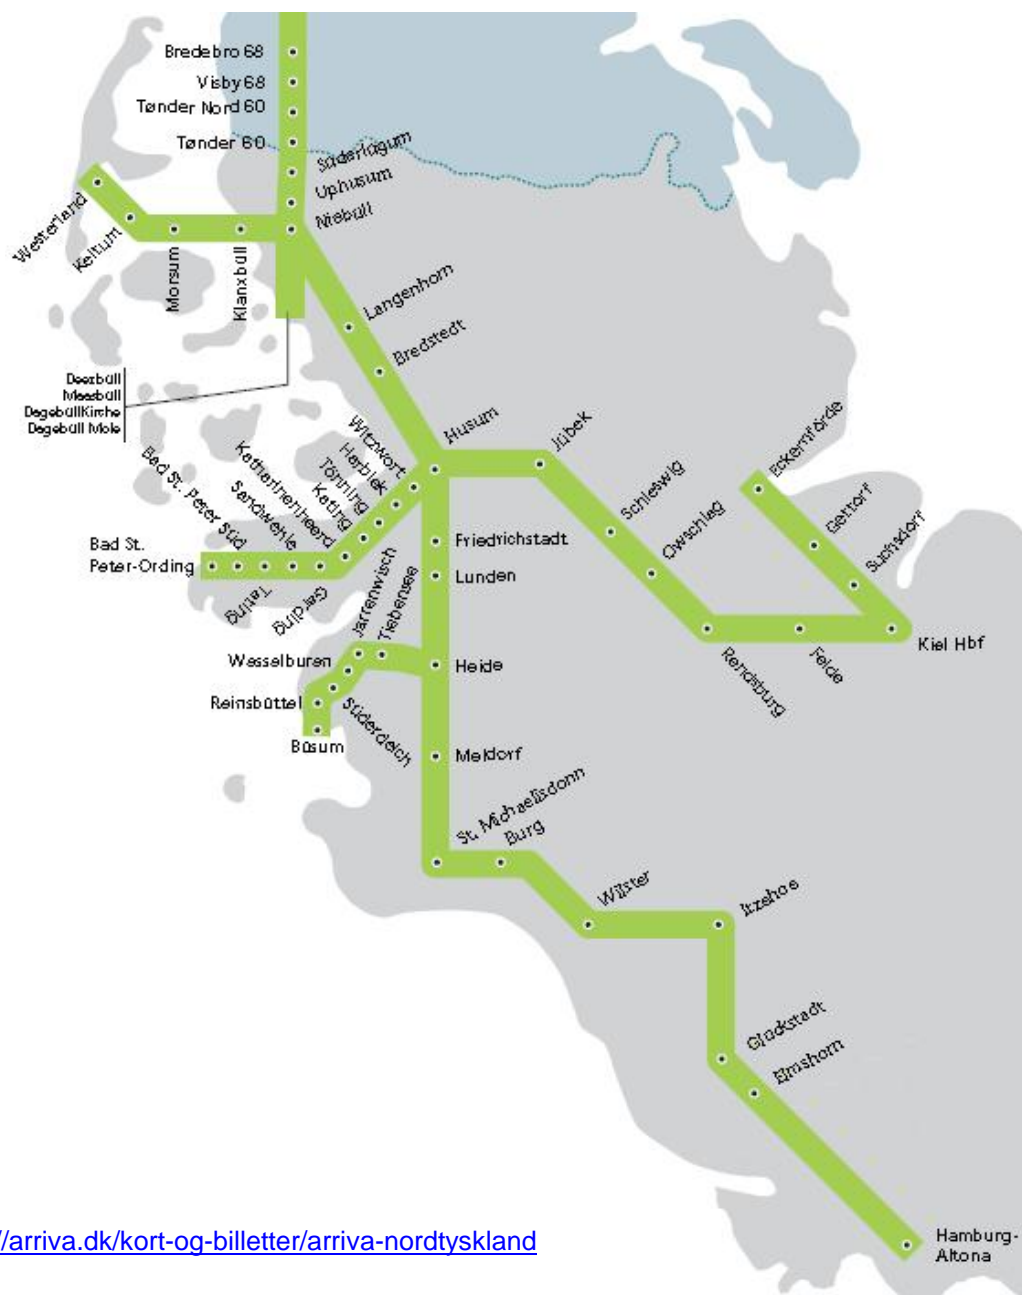 Bredebro 68
Visby 68
Tønder Nord 60
Tønder 60
Süderlügum
Uphusum
Niebüll
Westerland
Keitum
Morsum
Klanxbüll
Langenhorn
Bredstedt
Deezbüll
Maasbüll
Dagebüll Kirche
Dagebüll Mole
Husum
Jübek
Schleswig
Owschlag
Rendsburg
Felde
Kiel Hbf
Suchsdorf
Gettorf
Eckernförde
Witzwort
Harblek
Tönning
Kating
Katharinenheerd
Garding
Sandwehle
Tating
Bad St. Peter Süd
Bad St.
Peter-Ording
Friedrichstadt
Lunden
Jarrenwisch
Tiebensee
Wesselburen
Süderdeich
Reinsbüttel
Büsum
Heide
Meldorf
St. Michaelisdonn
Burg
Wilster
Itzehoe
Glückstadt
Elmshorn
Hamburg-
Altona
//arriva.dk/kort-og-billetter/arriva-nordtyskland